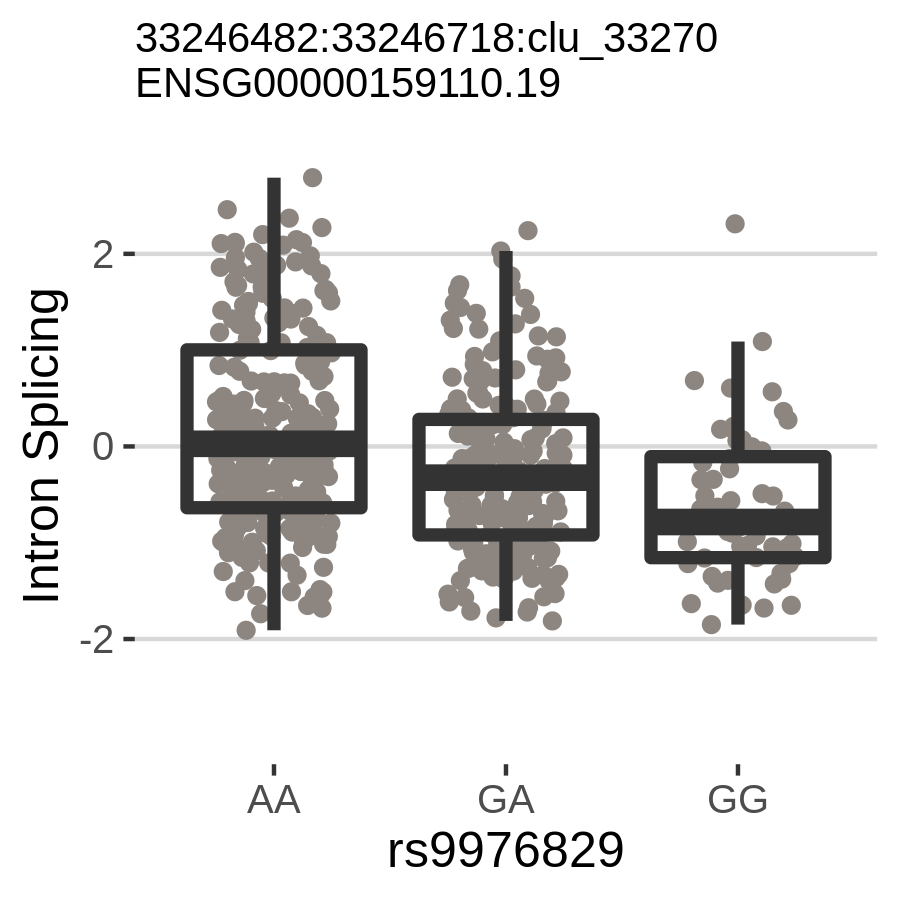 33246482:33246718:clu_33270
ENSG00000159110.19
Intron Splicing
2
0
-2
AA GA GG
rs9976829